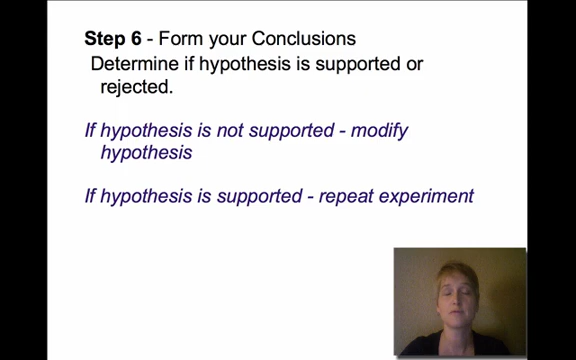 Step 6 - Form your Conclusions
Determine if hypothesis is supported or
rejected.
If hypothesis is not supported - modify
hypothesis
If hypothesis is supported - repeat experiment